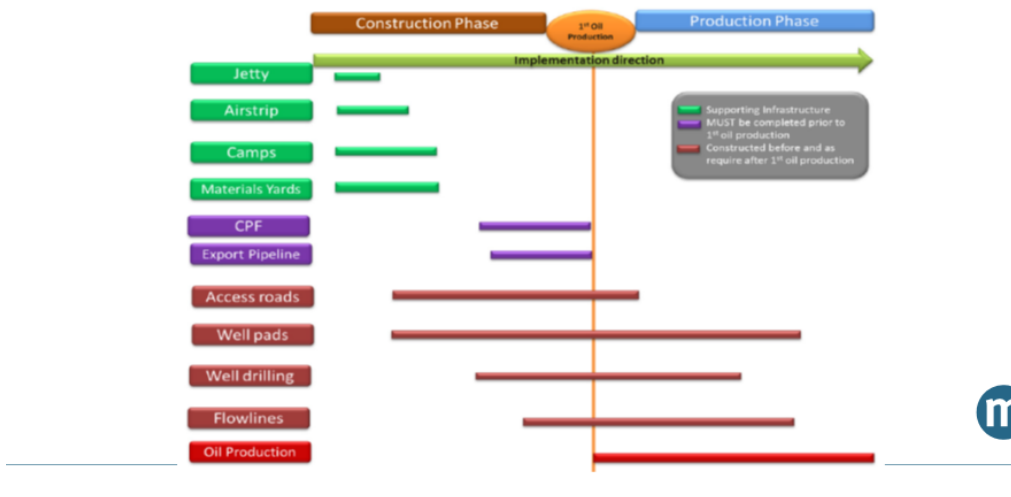 Construction Phase
1st Oil
Production
Production Phase
Implementation direction
Jetty
Airstrip
Camps
Materials Yards
CPF
Export Pipeline
Access roads
Well pads
Well drilling
Flowlines
Oil Production
Supporting Infrastructure
MUST be completed prior to
1st oil production
Constructed before and as
require after 1st oil production
m